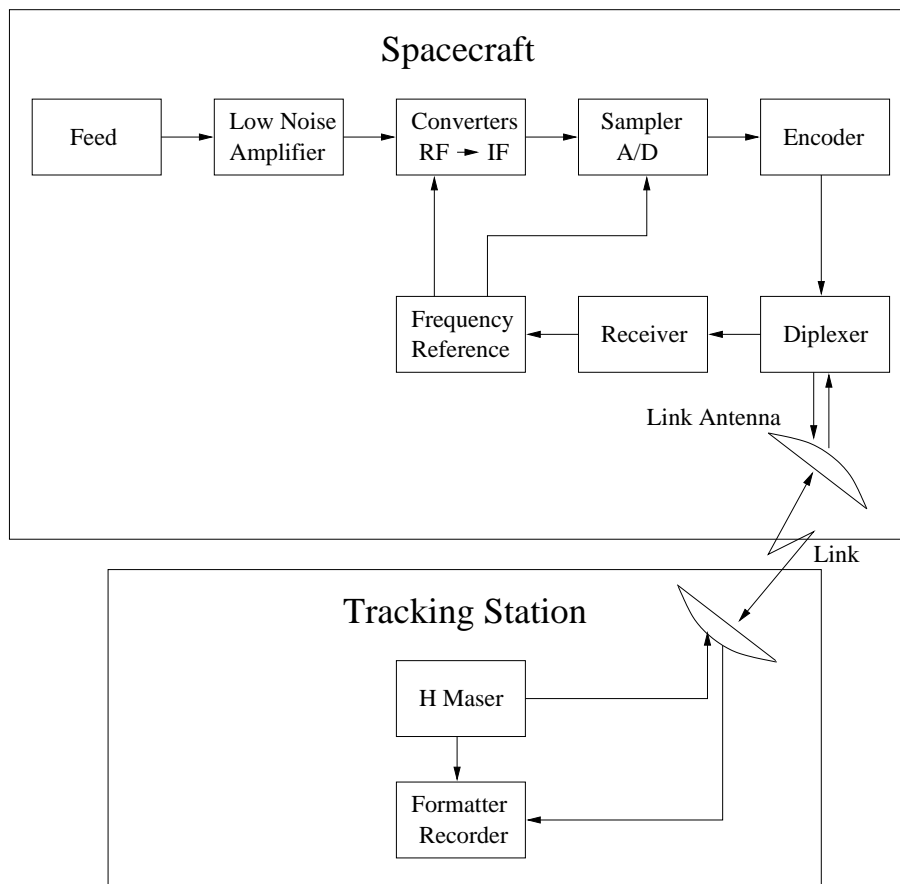 Spacecraft
Feed
Low Noise
Amplifier
Converters
RF → IF
Sampler
A/D
Encoder
Frequency
Reference
Receiver
Diplexer
Link Antenna
Link
Tracking Station
H Maser
Formatter
Recorder